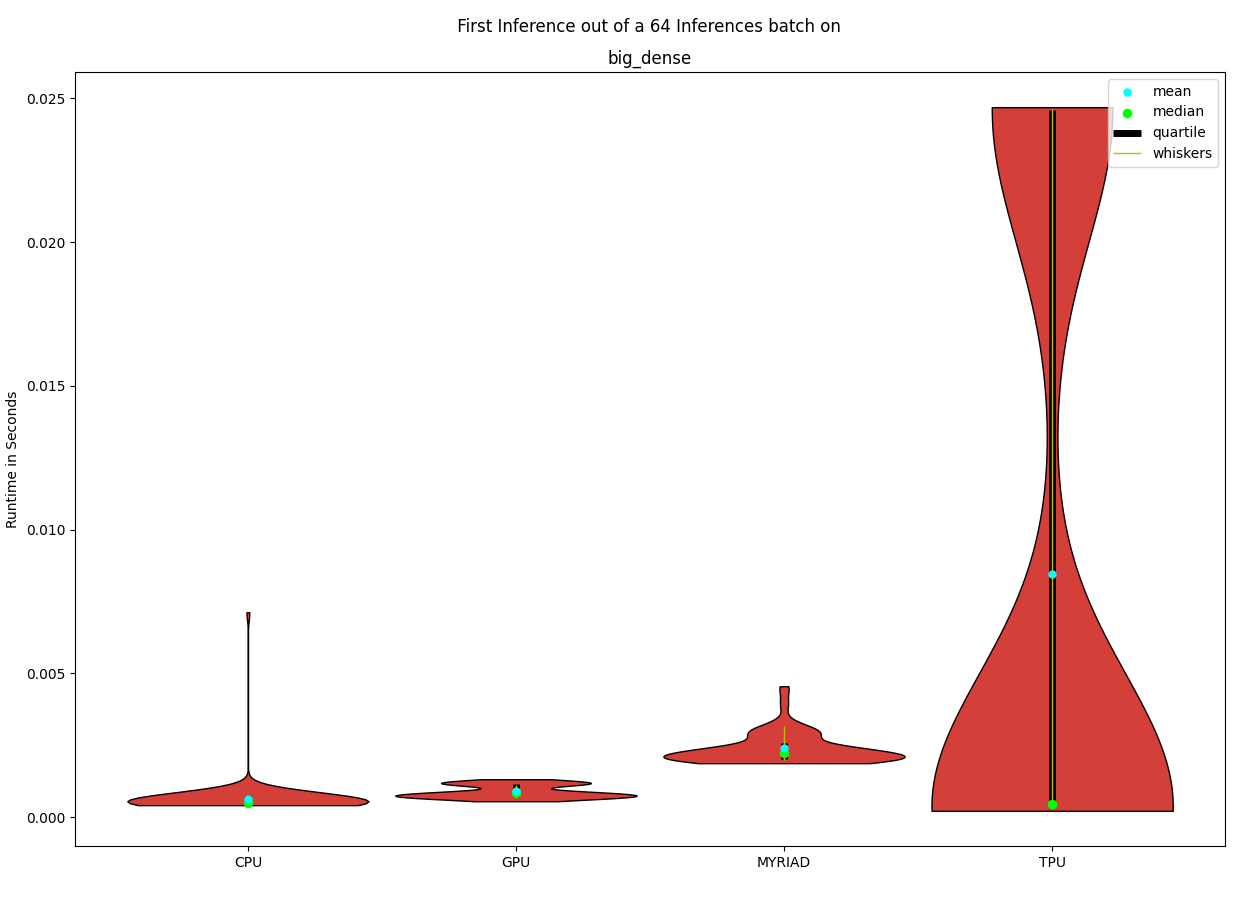 First Inference out of a 64 Inferences batch on
big_dense
0.025
0.020
0.015
0.010
0.005
0.000
Runtime in Seconds
mean
median
quartile
whiskers
CPU
GPU
MYRIAD
TPU